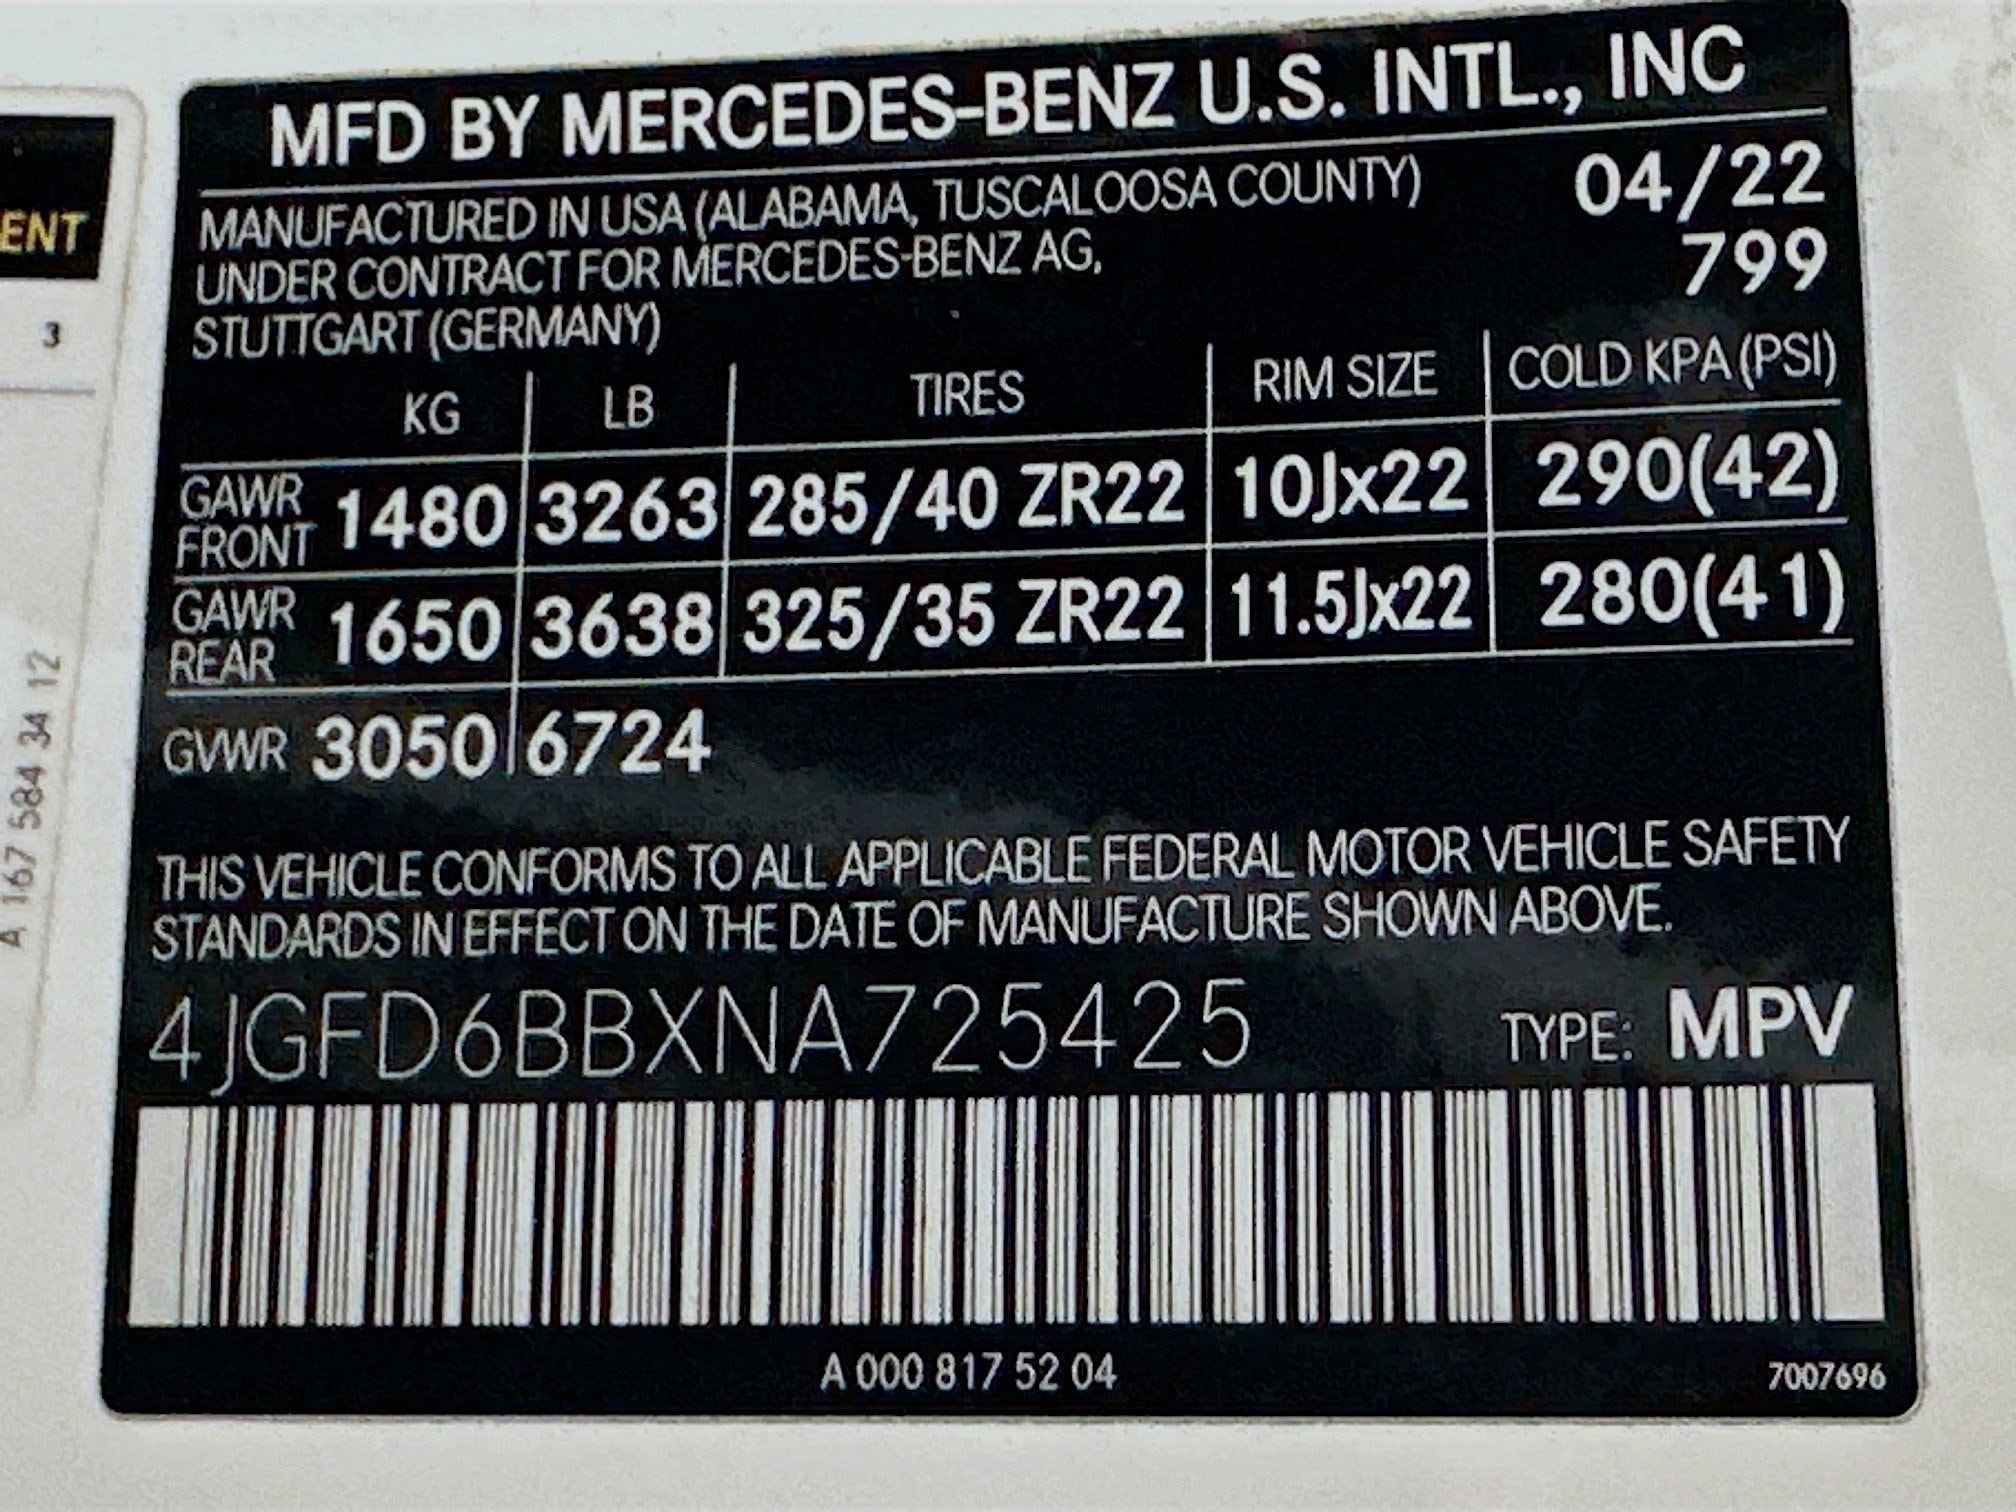 MFD BY MERCEDES-BENZ U.S. INTL., INC
MANUFACTURED IN USA (ALABAMA, TUSCALOOSA COUNTY) 04/22
UNDER CONTRACT FOR MERCEDES-BENZ AG, 799
STUTTGART (GERMANY)
KG LB TIRES RIM SIZE COLD KPA (PSI)
GAWR FRONT 1480 3263 285/40 ZR22 10Jx22 290(42)
GAWR REAR 1650 3638 325/35 ZR22 11.5Jx22 280(41)
GVWR 3050 6724
THIS VEHICLE CONFORMS TO ALL APPLICABLE FEDERAL MOTOR VEHICLE SAFETY
STANDARDS IN EFFECT ON THE DATE OF MANUFACTURE SHOWN ABOVE.
4JGFD6BBXNA725425 TYPE: MPV
A 000 817 52 04 7007696
ENT
3
A 167 584 34 12